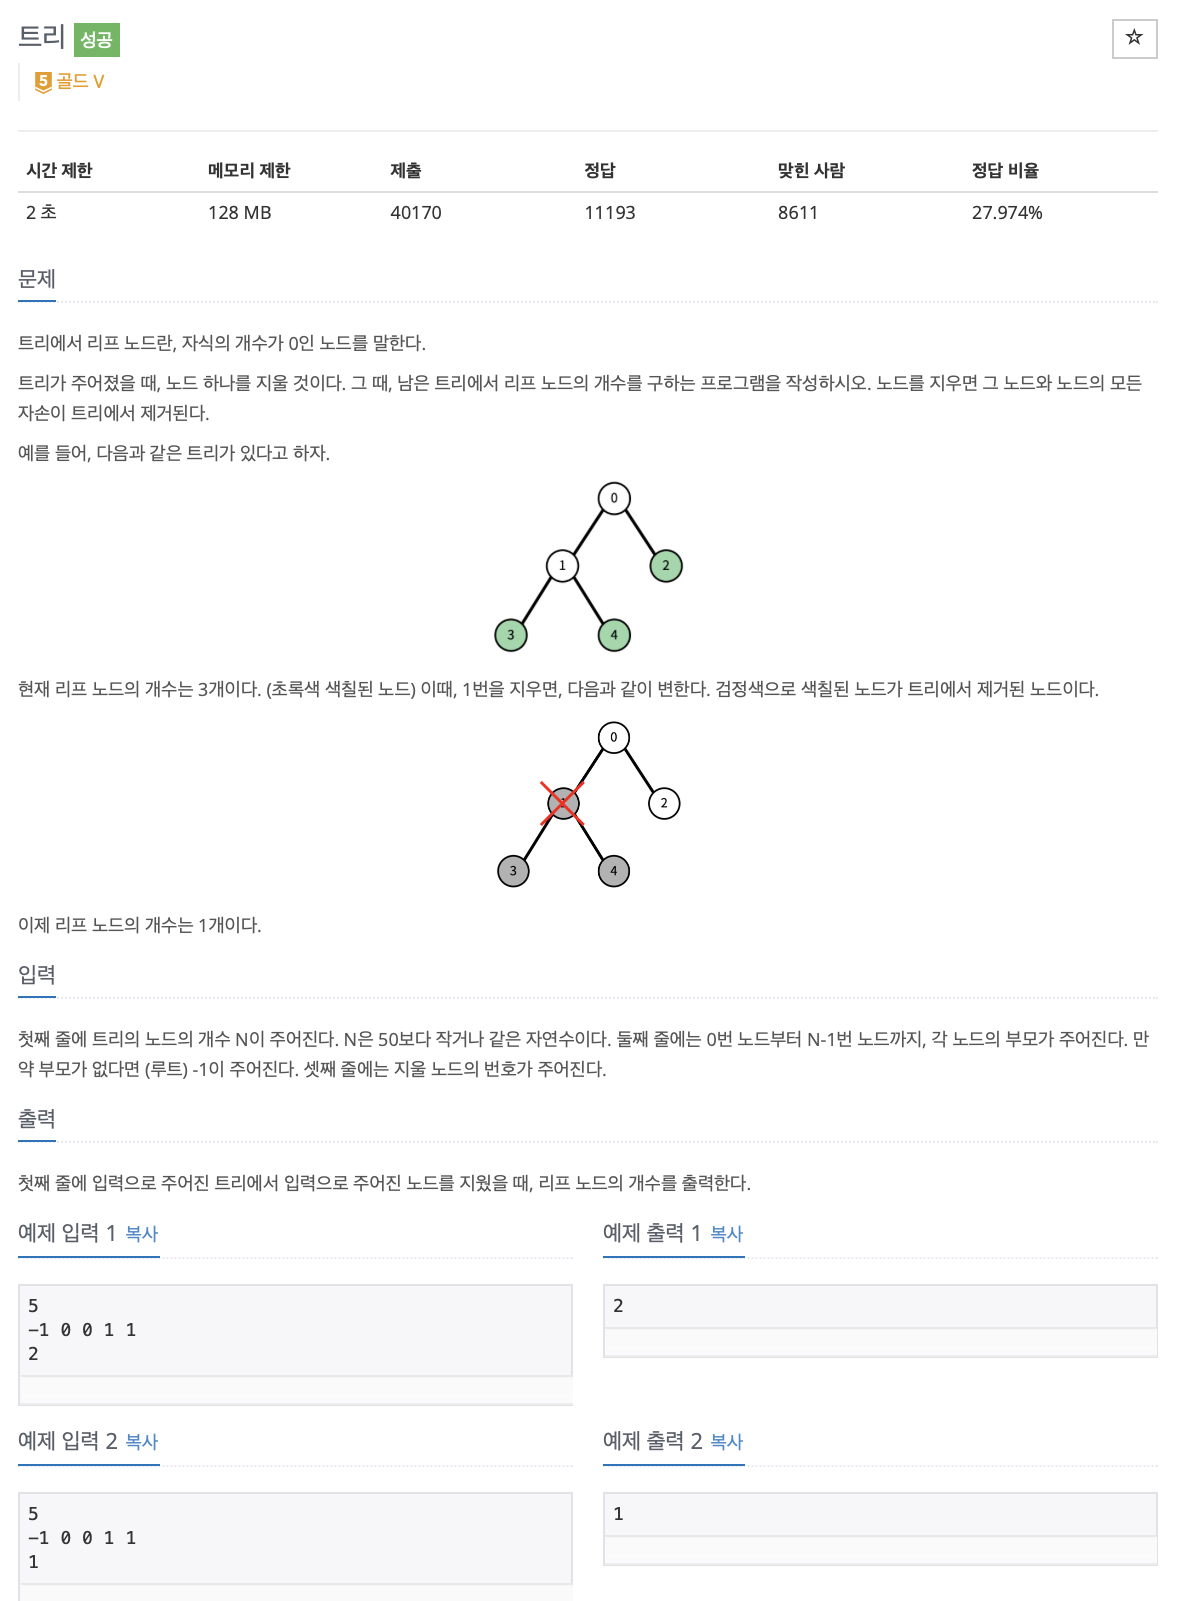 트리 성공
☆
5 골드 V
시간 제한 메모리 제한 제출 정답 맞힌 사람 정답 비율
2 초 128 MB 40170 11193 8611 27.974%
문제
트리에서 리프 노드란, 자식의 개수가 0인 노드를 말한다.
트리가 주어졌을 때, 노드 하나를 지울 것이다. 그 때, 남은 트리에서 리프 노드의 개수를 구하는 프로그램을 작성하시오. 노드를 지우면 그 노드와 노드의 모든
자손이 트리에서 제거된다.
예를 들어, 다음과 같은 트리가 있다고 하자.
0
1 2
3 4
현재 리프 노드의 개수는 3개이다. (초록색 색칠된 노드) 이때, 1번을 지우면, 다음과 같이 변한다. 검정색으로 색칠된 노드가 트리에서 제거된 노드이다.
0
1 2
3 4
이제 리프 노드의 개수는 1개이다.
입력
첫째 줄에 트리의 노드의 개수 N이 주어진다. N은 50보다 작거나 같은 자연수이다. 둘째 줄에는 0번 노드부터 N-1번 노드까지, 각 노드의 부모가 주어진다. 만
약 부모가 없다면 (루트) -1이 주어진다. 셋째 줄에는 지울 노드의 번호가 주어진다.
출력
첫째 줄에 입력으로 주어진 트리에서 입력으로 주어진 노드를 지웠을 때, 리프 노드의 개수를 출력한다.
예제 입력 1 복사
5
-1 0 0 1 1
2
예제 출력 1 복사
2
예제 입력 2 복사
5
-1 0 0 1 1
1
예제 출력 2 복사
1